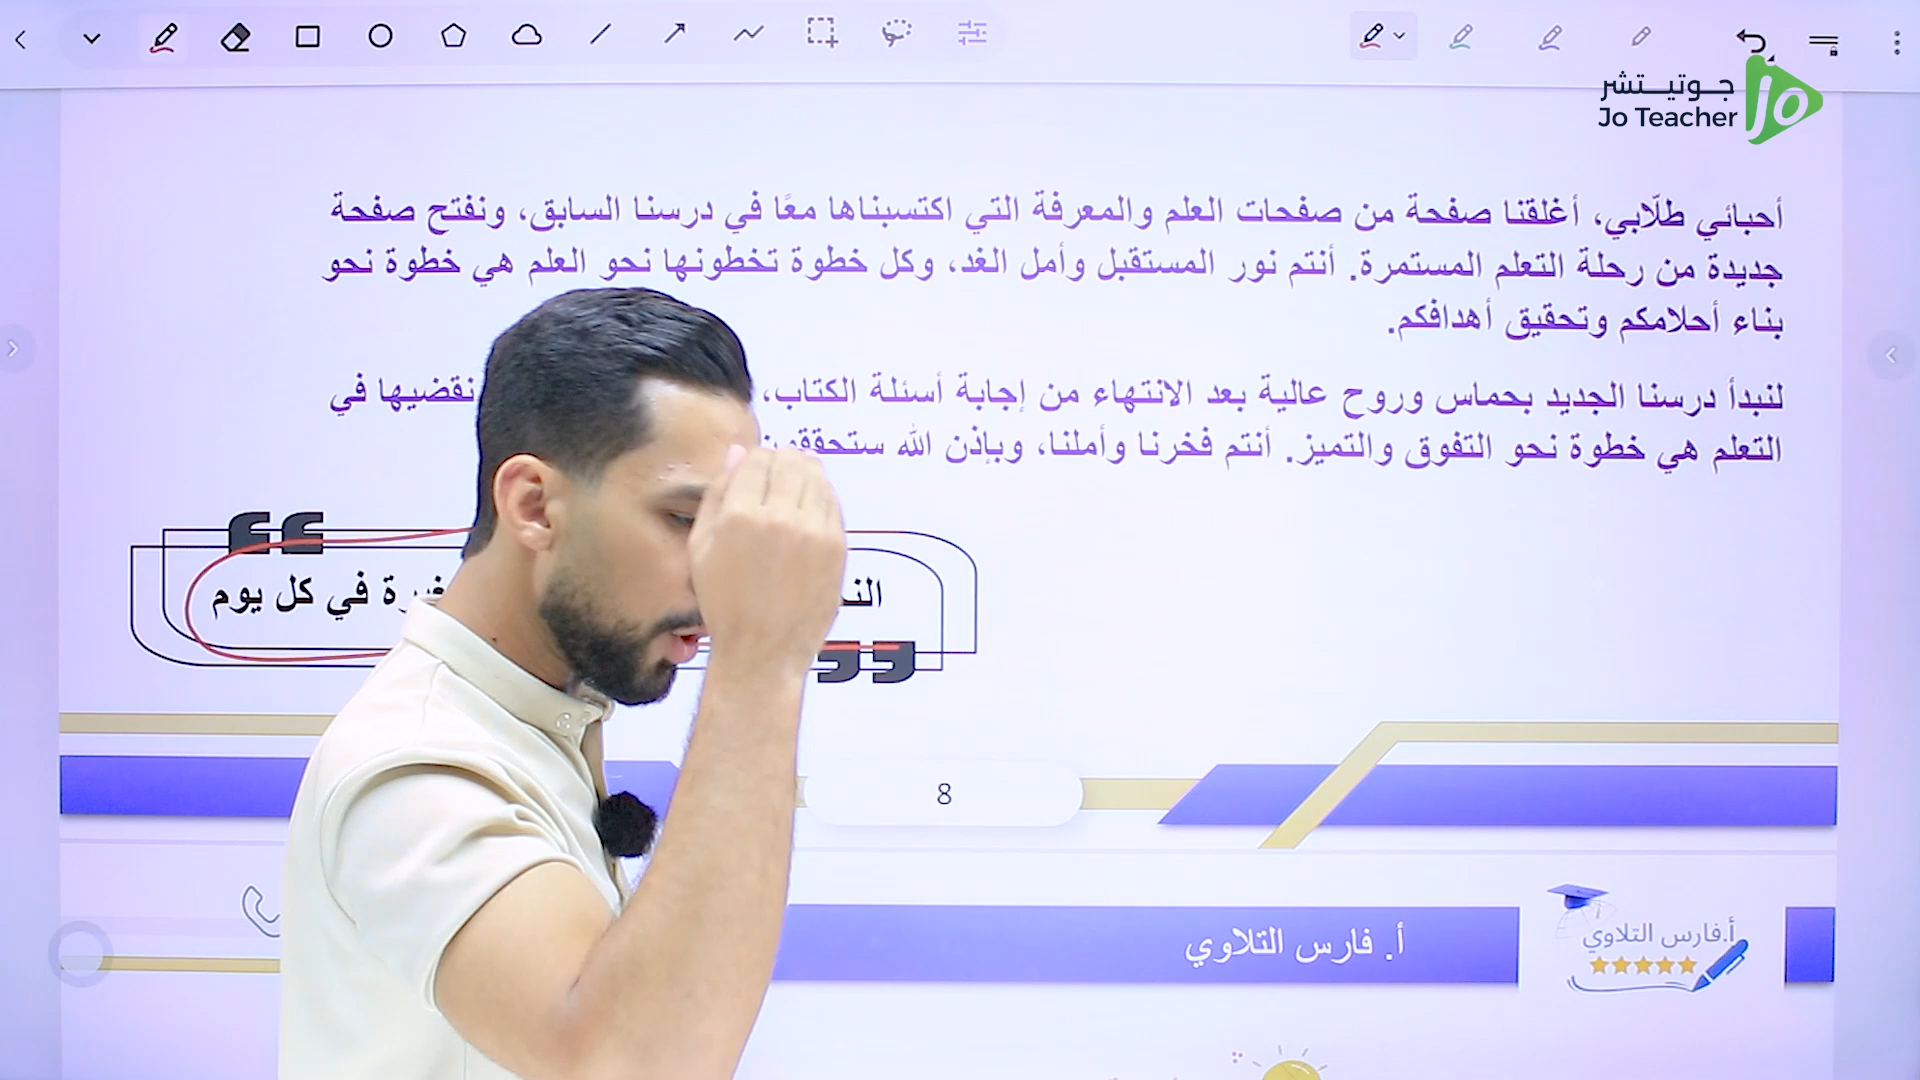 جوتيتشر
Jo Teacher
Jo
أحبائي طلّابي، أغلقنا صفحة من صفحات العلم والمعرفة التي اكتسبناها معًا في درسنا السابق، ونفتح صفحة
جديدة من رحلة التعلم المستمرة. أنتم نور المستقبل وأمل الغد، وكل خطوة تخطونها نحو العلم هي خطوة نحو
بناء أحلامكم وتحقيق أهدافكم.
لنبدأ درسنا الجديد بحماس وروح عالية بعد الانتهاء من إجابة أسئلة الكتاب، نقضيها في
التعلم هي خطوة نحو التفوق والتميز. أنتم فخرنا وأملنا، وبإذن الله
في كل يوم
8
أ. فارس التلاوي
أ.فارس التلاوي